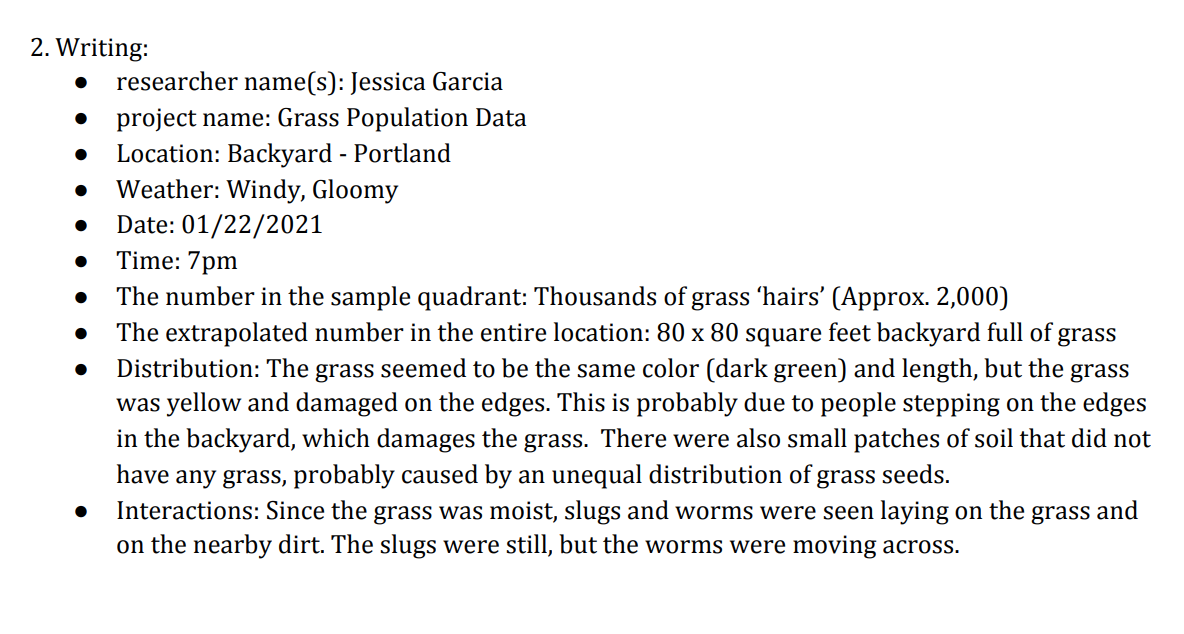 2. Writing:
● researcher name(s): Jessica Garcia
● project name: Grass Population Data
● Location: Backyard - Portland
● Weather: Windy, Gloomy
● Date: 01/22/2021
● Time: 7pm
● The number in the sample quadrant: Thousands of grass ‘hairs’ (Approx. 2,000)
● The extrapolated number in the entire location: 80 x 80 square feet backyard full of grass
● Distribution: The grass seemed to be the same color (dark green) and length, but the grass
was yellow and damaged on the edges. This is probably due to people stepping on the edges
in the backyard, which damages the grass.  There were also small patches of soil that did not
have any grass, probably caused by an unequal distribution of grass seeds.
● Interactions: Since the grass was moist, slugs and worms were seen laying on the grass and
on the nearby dirt. The slugs were still, but the worms were moving across.